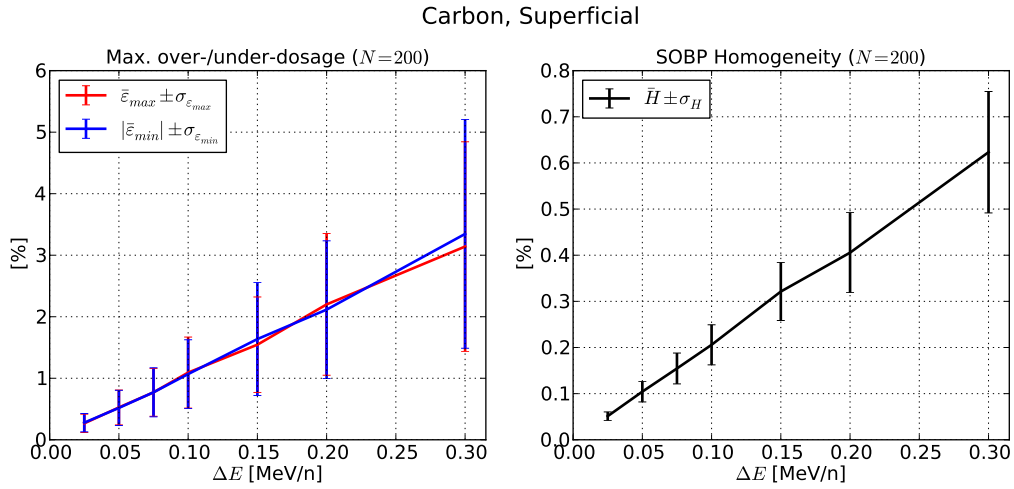 Carbon, Superficial
Max. over-/under-dosage (N=200)
ε̄max ± σεmax
|ε̄min| ± σεmin
6
5
4
3
2
1
0
[%]
0.00 0.05 0.10 0.15 0.20 0.25 0.30
ΔE [MeV/n]
SOBP Homogeneity (N=200)
H̄ ± σH
0.8
0.7
0.6
0.5
0.4
0.3
0.2
0.1
0.0
[%]
0.00 0.05 0.10 0.15 0.20 0.25 0.30
ΔE [MeV/n]